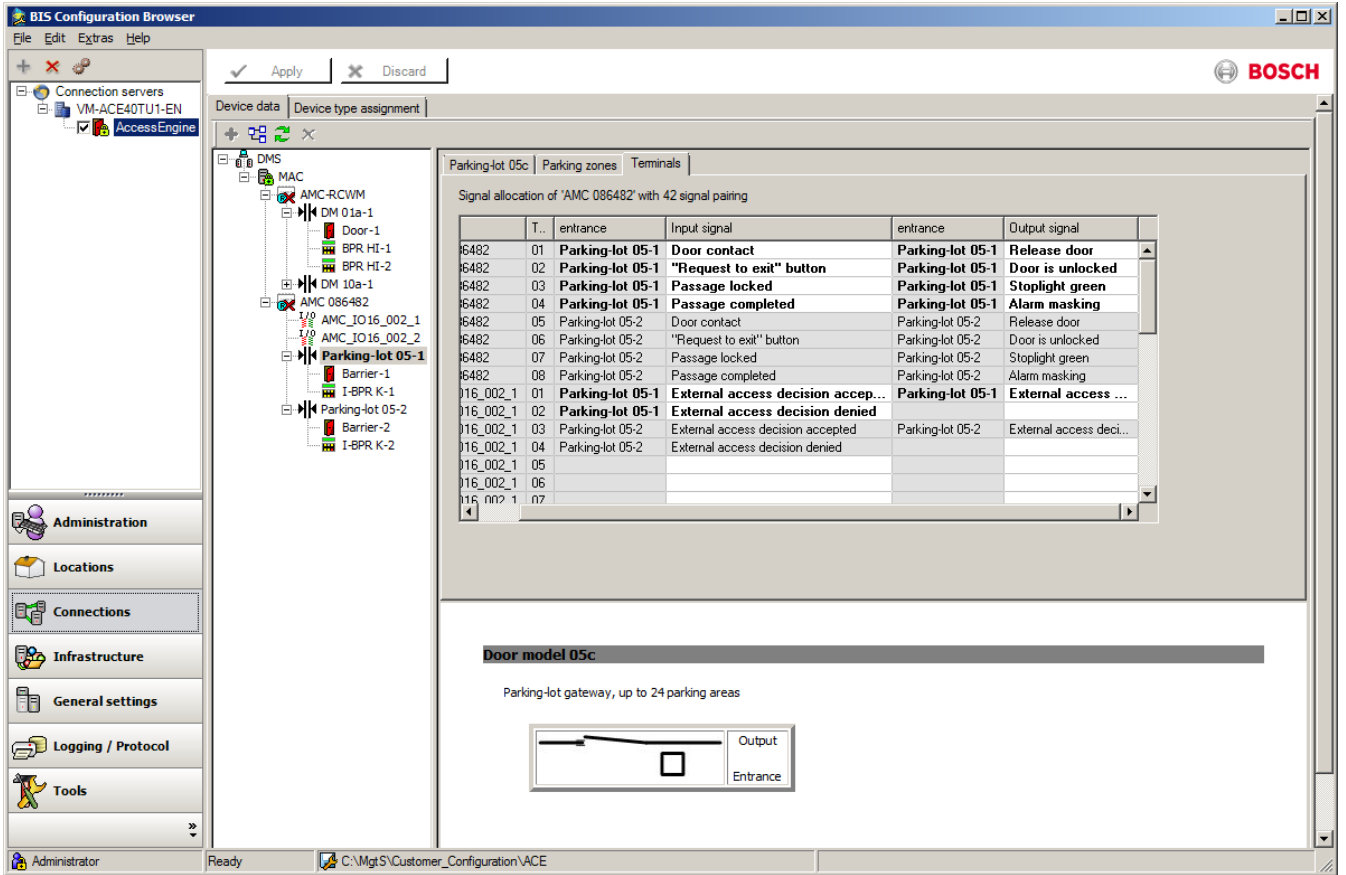 BIS Configuration Browser
File Edit Extras Help
Apply Discard
BOSCH
Connection servers
VM-ACE40TU1-EN
AccessEngine
Device data Device type assignment
DMS
MAC
AMC-RCWM
DM 01a-1
Door-1
BPR HI-1
BPR HI-2
DM 10a-1
AMC 086482
I/O AMC_IO16_002_1
I/O AMC_IO16_002_2
Parking-lot 05-1
Barrier-1
I-BPR K-1
Parking-lot 05-2
Barrier-2
I-BPR K-2
Parking-lot 05c Parking zones Terminals
Signal allocation of 'AMC 086482' with 42 signal pairing
T.. entrance Input signal entrance Output signal
36482 01 Parking-lot 05-1 Door contact Parking-lot 05-1 Release door
36482 02 Parking-lot 05-1 "Request to exit" button Parking-lot 05-1 Door is unlocked
36482 03 Parking-lot 05-1 Passage locked Parking-lot 05-1 Stoplight green
36482 04 Parking-lot 05-1 Passage completed Parking-lot 05-1 Alarm masking
36482 05 Parking-lot 05-2 Door contact Parking-lot 05-2 Release door
36482 06 Parking-lot 05-2 "Request to exit" button Parking-lot 05-2 Door is unlocked
36482 07 Parking-lot 05-2 Passage locked Parking-lot 05-2 Stoplight green
36482 08 Parking-lot 05-2 Passage completed Parking-lot 05-2 Alarm masking
016_002_1 01 Parking-lot 05-1 External access decision accep... Parking-lot 05-1 External access ...
016_002_1 02 Parking-lot 05-1 External access decision denied
016_002_1 03 Parking-lot 05-2 External access decision accepted Parking-lot 05-2 External access deci...
016_002_1 04 Parking-lot 05-2 External access decision denied
016_002_1 05
016_002_1 06
016_002_1 07
Administration
Locations
Connections
Infrastructure
General settings
Logging / Protocol
Tools
Door model 05c
Parking-lot gateway, up to 24 parking areas
Output
Entrance
Administrator Ready C:\MgtS\Customer_Configuration\ACE